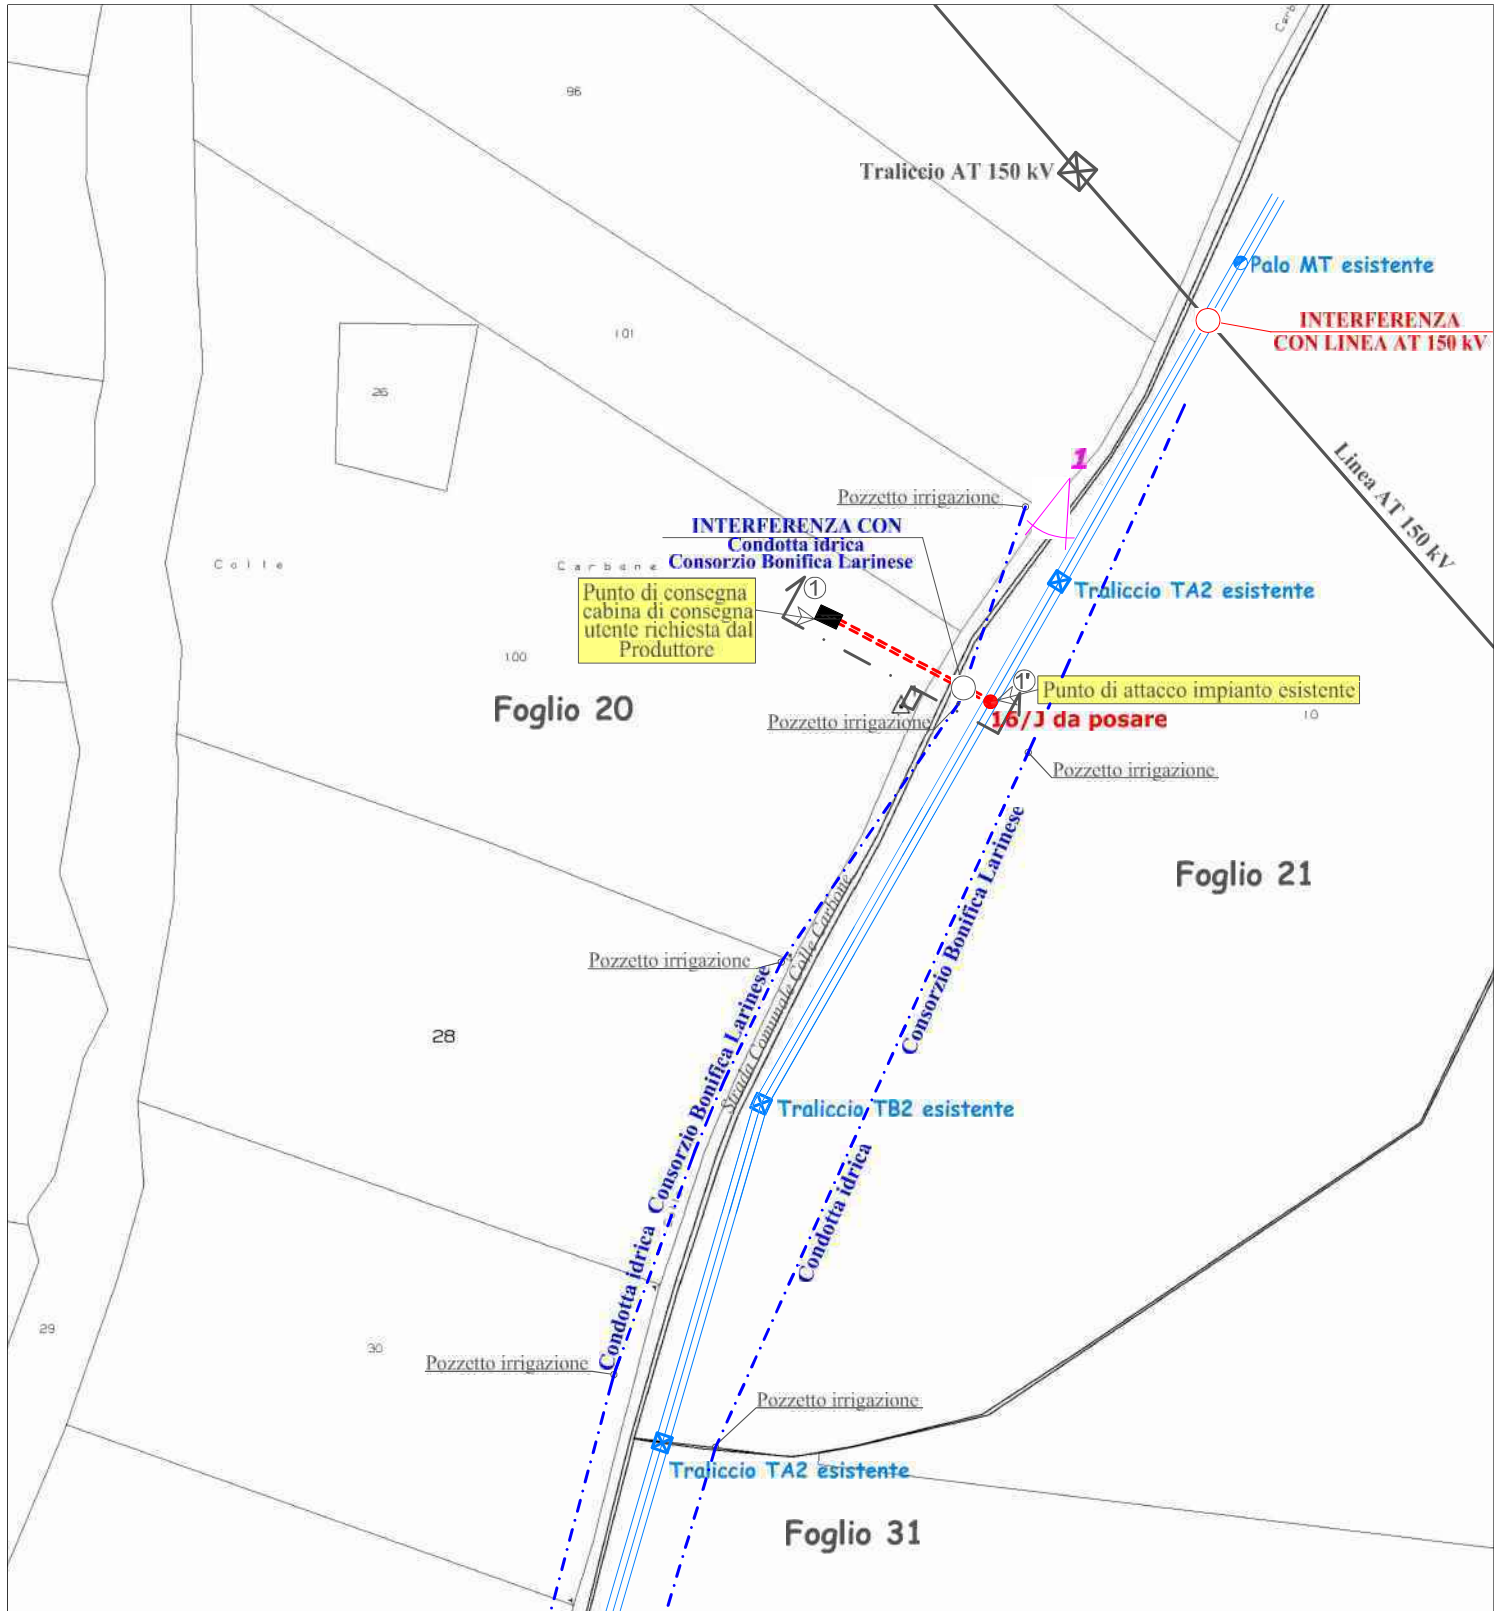 Carb
96
Traliccio AT 150 kV
Palo MT esistente
INTERFERENZA
CON LINEA AT 150 kV
101
26
Linea AT 150 kV
1
Pozzetto irrigazione
INTERFERENZA CON
Condotta idrica
Consorzio Bonifica Larinese
Colle
Carbone
Punto di consegna
cabina di consegna
utente richiesta dal
Produttore
1
Traliccio TA2 esistente
100
Foglio 20
1'
Punto di attacco impianto esistente
16/J da posare
10
Pozzetto irrigazione
Pozzetto irrigazione
Foglio 21
Consorzio Bonifica Larinese
Strada Comunale Colle Carbone
Pozzetto irrigazione
Consorzio Bonifica Larinese
28
Traliccio TB2 esistente
Condotta idrica
Condotta idrica
29
30
Pozzetto irrigazione
Pozzetto irrigazione
Traliccio TA2 esistente
Foglio 31